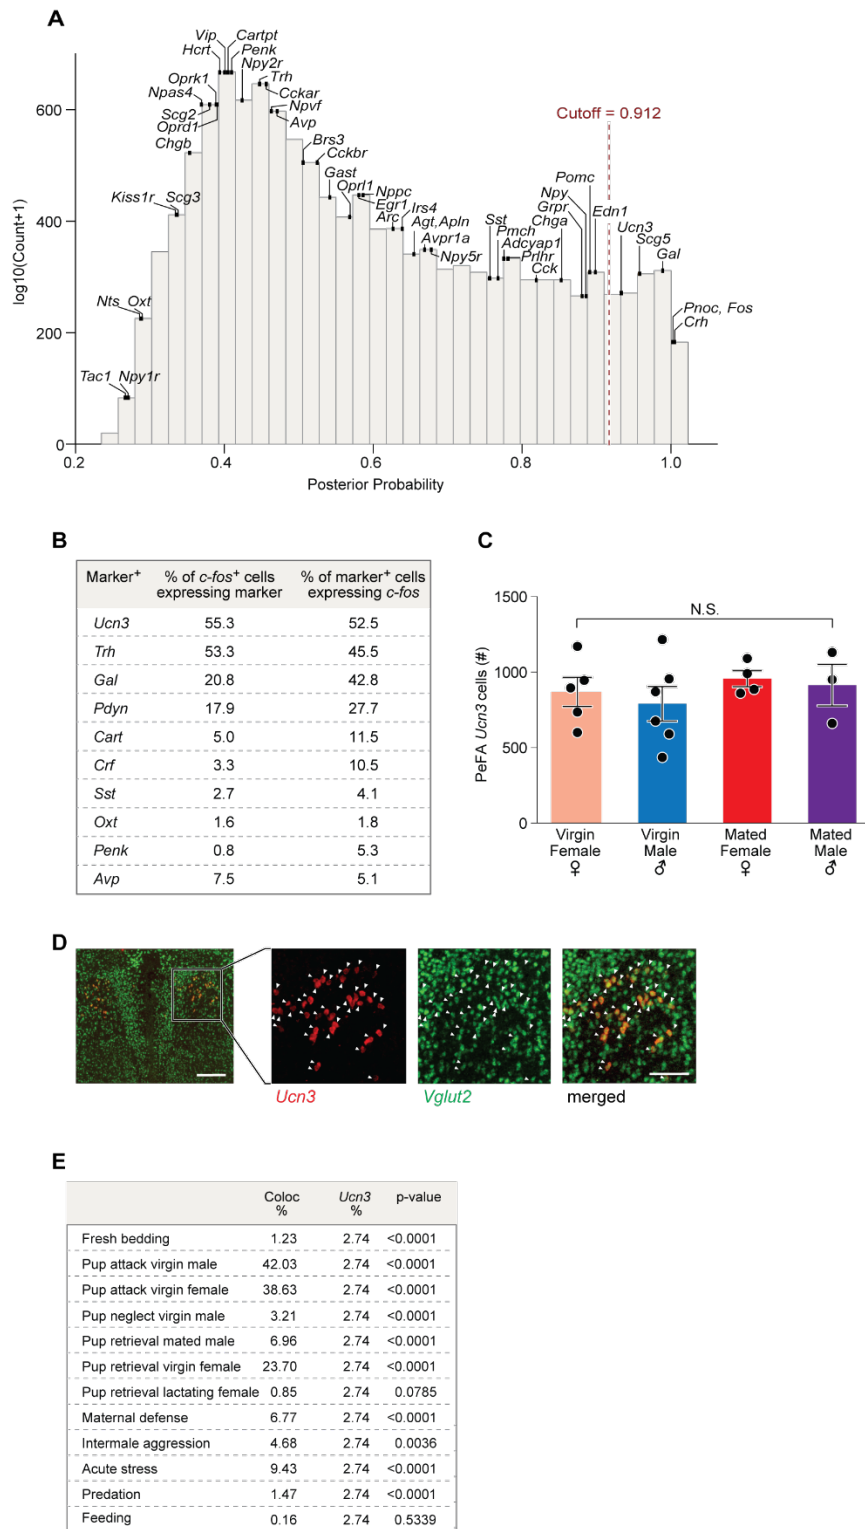 A
Vip
Cartpt
Hcrt
Penk
Npy2r
Oprk1
Trh
Npas4
Cckar
Scg2
Npvf
Oprd1
Avp
Chgb
Brs3
Cckbr
Gast
Kiss1r
Scg3
Oprl1
Nppc
Egr1
Arc
Irs4
Agt,Apln
Avpr1a
Npy5r
Nts
Oxt
Tac1
Npy1r
Sst
Pmch
Adcyap1
Prlhr
Cck
Chga
Grpr
Npy
Pomc
Edn1
Ucn3
Scg5
Gal
Pnoc, Fos
Crh
Cutoff = 0.912
log10(Count+1)
600
400
200
0
0.2 0.4 0.6 0.8 1.0
Posterior Probability
B
Marker+ % of c-fos+ cells expressing marker % of marker+ cells expressing c-fos
Ucn3 55.3 52.5
Trh 53.3 45.5
Gal 20.8 42.8
Pdyn 17.9 27.7
Cart 5.0 11.5
Crf 3.3 10.5
Sst 2.7 4.1
Oxt 1.6 1.8
Penk 0.8 5.3
Avp 7.5 5.1
C
N.S.
PeFA Ucn3 cells (#)
1500
1000
500
0
Virgin Female ♀
Virgin Male ♂
Mated Female ♀
Mated Male ♂
D
Ucn3
Vglut2
merged
E
Coloc % Ucn3 % p-value
Fresh bedding 1.23 2.74 <0.0001
Pup attack virgin male 42.03 2.74 <0.0001
Pup attack virgin female 38.63 2.74 <0.0001
Pup neglect virgin male 3.21 2.74 <0.0001
Pup retrieval mated male 6.96 2.74 <0.0001
Pup retrieval virgin female 23.70 2.74 <0.0001
Pup retrieval lactating female 0.85 2.74 0.0785
Maternal defense 6.77 2.74 <0.0001
Intermale aggression 4.68 2.74 0.0036
Acute stress 9.43 2.74 <0.0001
Predation 1.47 2.74 <0.0001
Feeding 0.16 2.74 0.5339